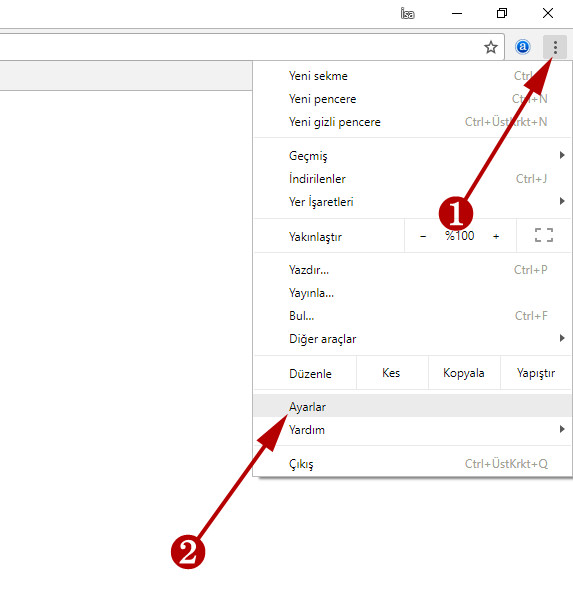 İsa
a
Yeni sekme Ctrl+
Yeni pencere Ctrl+N
Yeni gizli pencere Ctrl+ÜstKrkt+N
Geçmiş
İndirilenler Ctrl+J
Yer İşaretleri
1
Yakınlaştır − %100 +
Yazdır... Ctrl+P
Yayınla...
Bul... Ctrl+F
Diğer araçlar
Düzenle Kes Kopyala Yapıştır
Ayarlar
Yardım
Çıkış Ctrl+ÜstKrkt+Q
2